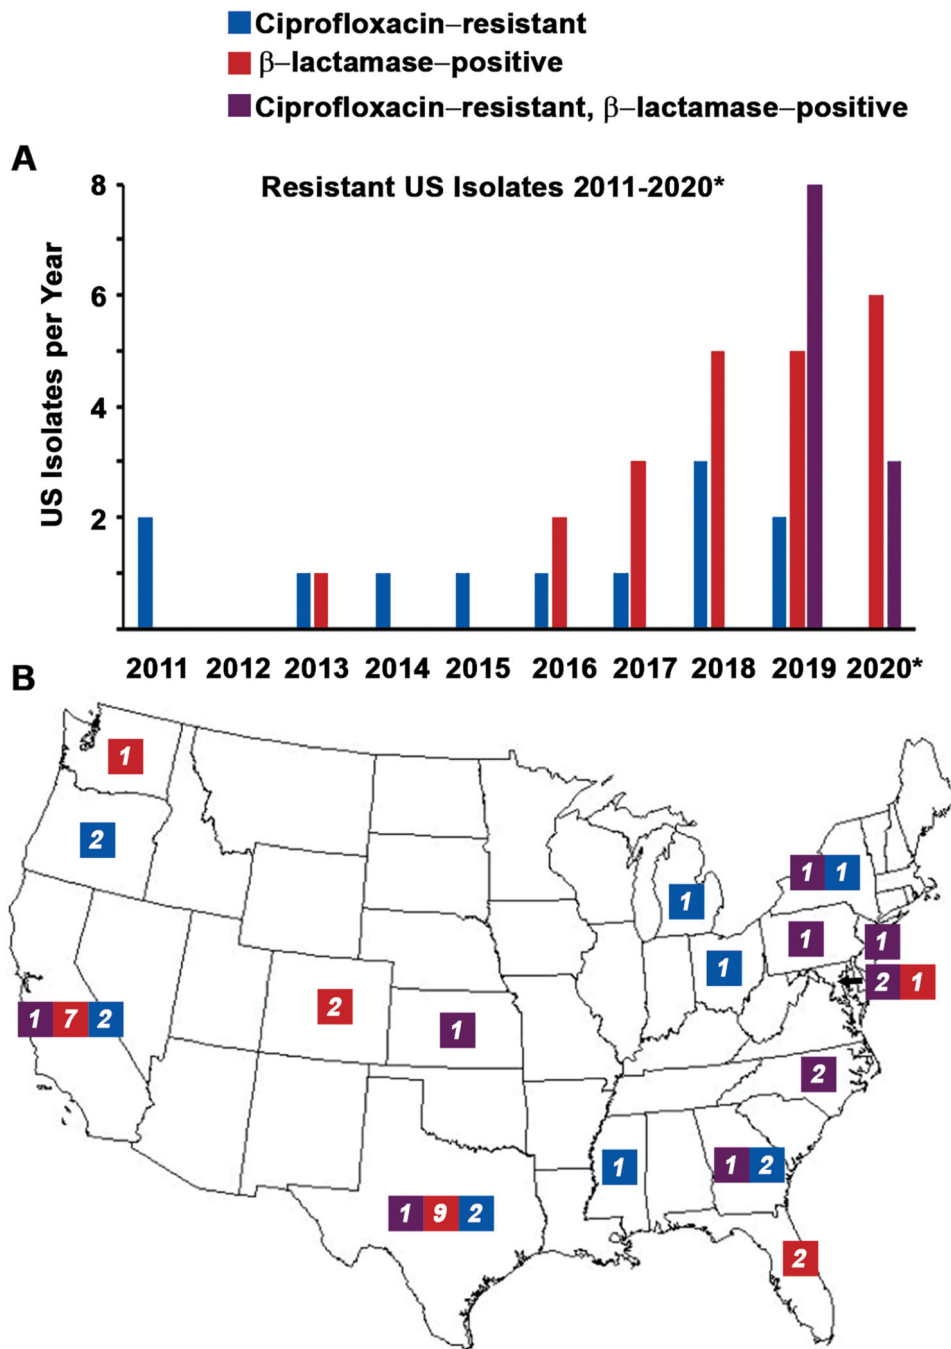 Ciprofloxacin–resistant
β–lactamase–positive
Ciprofloxacin–resistant, β–lactamase–positive
A
Resistant US Isolates 2011-2020*
US Isolates per Year
8
6
4
2
2011 2012 2013 2014 2015 2016 2017 2018 2019 2020*
B
1
2
1 1
1
1 1
1
2 1
2
1
1 7 2
2
1 2
1
1 9 2
2